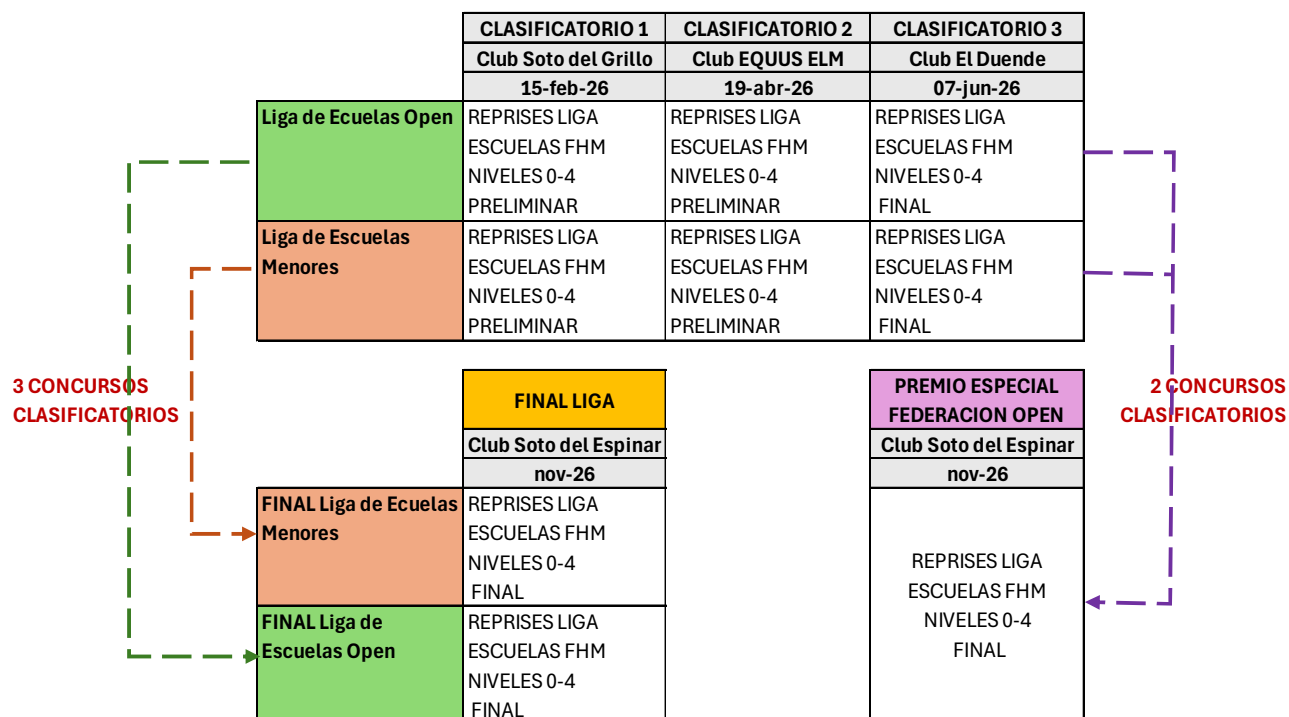 CLASIFICATORIO 1 CLASIFICATORIO 2 CLASIFICATORIO 3
Club Soto del Grillo Club EQUUS ELM Club El Duende
15-feb-26 19-abr-26 07-jun-26
Liga de Ecuelas Open REPRISES LIGA REPRISES LIGA REPRISES LIGA
ESCUELAS FHM ESCUELAS FHM ESCUELAS FHM
NIVELES 0-4 NIVELES 0-4 NIVELES 0-4
PRELIMINAR PRELIMINAR FINAL
Liga de Escuelas REPRISES LIGA REPRISES LIGA REPRISES LIGA
Menores ESCUELAS FHM ESCUELAS FHM ESCUELAS FHM
NIVELES 0-4 NIVELES 0-4 NIVELES 0-4
PRELIMINAR PRELIMINAR FINAL
3 CONCURSOS
CLASIFICATORIOS
FINAL LIGA
PREMIO ESPECIAL
FEDERACION OPEN
2 CONCURSOS
CLASIFICATORIOS
Club Soto del Espinar Club Soto del Espinar
nov-26 nov-26
FINAL Liga de Ecuelas REPRISES LIGA
Menores ESCUELAS FHM
NIVELES 0-4
FINAL
FINAL Liga de REPRISES LIGA
Escuelas Open ESCUELAS FHM
NIVELES 0-4
FINAL
REPRISES LIGA
ESCUELAS FHM
NIVELES 0-4
FINAL